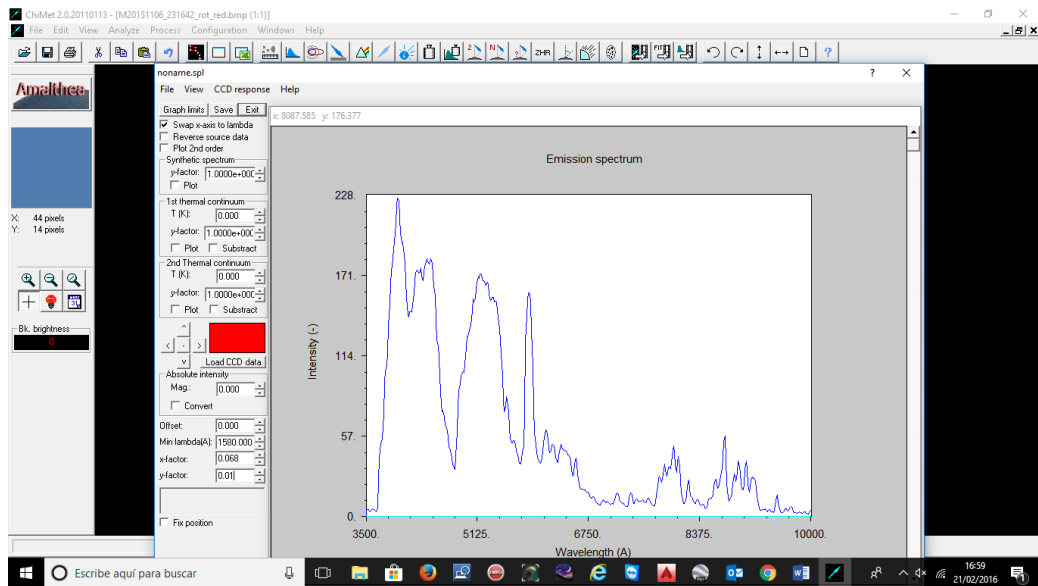 ChiMet 2.0.20110113 - [M20151106_231642_rot_red.bmp (1:1)]
File Edit View Analyze Process Configuration Windows Help
ZHR
Amalthea
X: 44 pixels
Y: 14 pixels
Bk. brightness
0
noname.spl
File View CCD response Help
Graph limits Save Exit
Swap x-axis to lambda
Reverse source data
Plot 2nd order
Synthetic spectrum
y-factor: 1.0000e+000
Plot
1st thermal continuum
T (K): 0.000
y-factor: 1.0000e+000
Plot Substract
2nd Thermal continuum
T (K): 0.000
y-factor: 1.0000e+000
Plot Substract
Load CCD data
Absolute intensity
Mag.: 0.000
Convert
Offset: 0.000
Min lambda(A): 1580.000
x-factor: 0.068
y-factor: 0.01
Fix position
x: 8087.585 y: 176.377
Emission spectrum
Intensity (-)
228.
171.
114.
57.
0.
3500. 5125. 6750. 8375. 10000.
Wavelength (A)
Escribe aquí para buscar
16:59
21/02/2016